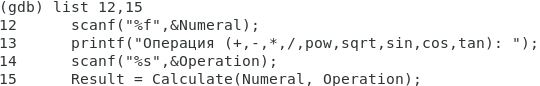 (gdb) list 12,15
12      scanf("%f",&Numeral);
13      printf("Операция (+,-,*,/,pow,sqrt,sin,cos,tan): ");
14      scanf("%s",&Operation);
15      Result = Calculate(Numeral, Operation);